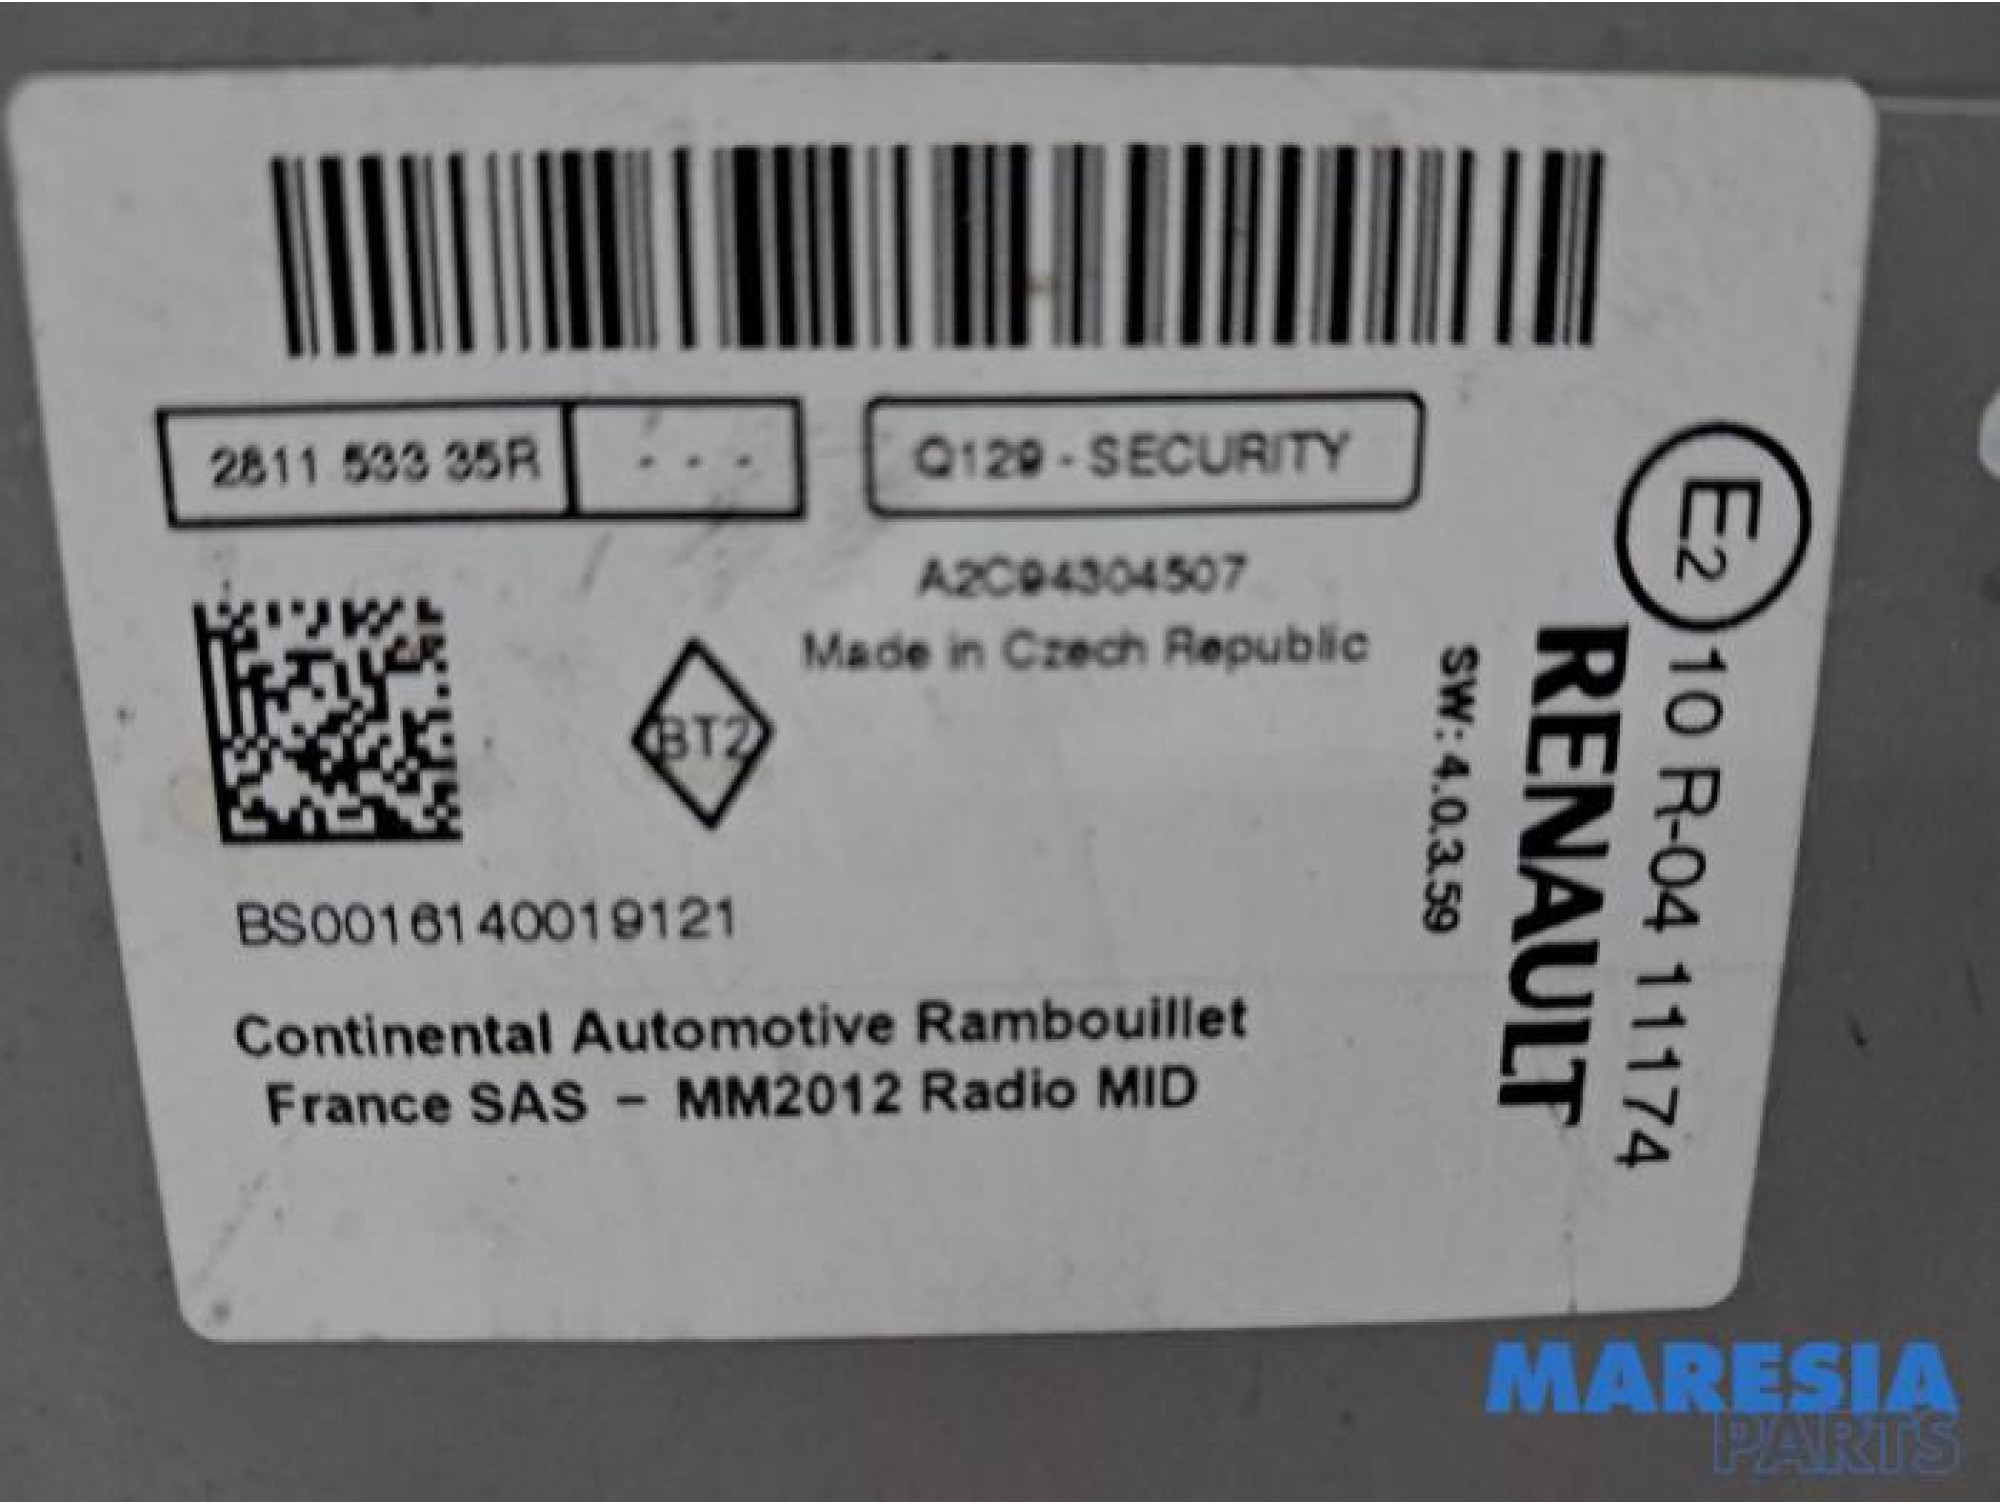 2811 533 35R
- - -
Q129 - SECURITY
A2C94304507
Made in Czech Republic
BT2
BS0016140019121
Continental Automotive Rambouillet
France SAS - MM2012 Radio MID
SW: 4.0.3.59
RENAULT
E2 10 R-04 11174
MARESIA
PARTS